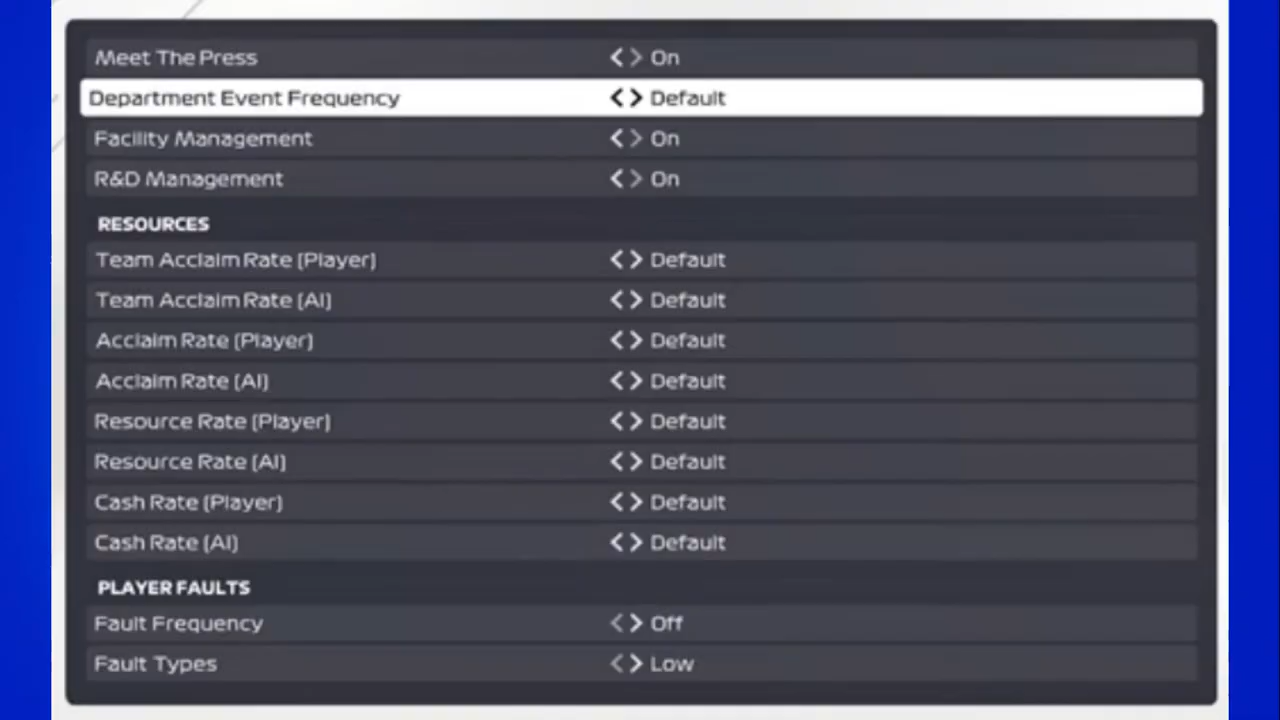 Meet The Press < > On
Department Event Frequency < > Default
Facility Management < > On
R&D Management < > On
RESOURCES
Team Acclaim Rate (Player) < > Default
Team Acclaim Rate (AI) < > Default
Acclaim Rate (Player) < > Default
Acclaim Rate (AI) < > Default
Resource Rate (Player) < > Default
Resource Rate (AI) < > Default
Cash Rate (Player) < > Default
Cash Rate (AI) < > Default
PLAYER FAULTS
Fault Frequency < > Off
Fault Types < > Low